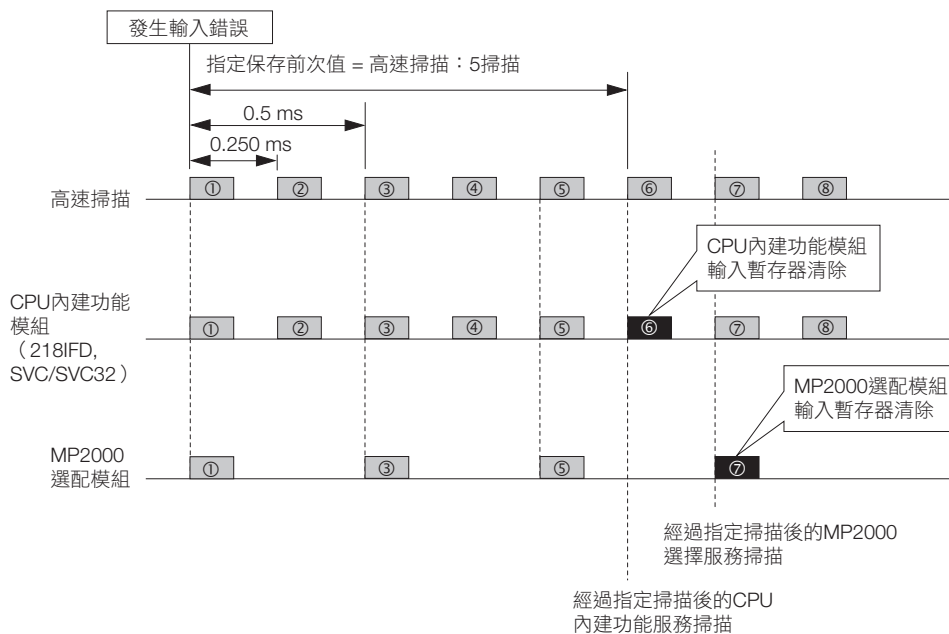 發生輸入錯誤
指定保存前次值 = 高速掃描：5掃描
0.5 ms
0.250 ms
高速掃描
① ② ③ ④ ⑤ ⑥ ⑦ ⑧
CPU內建功能模組
輸入暫存器清除
CPU內建功能
模組
（218IFD,
SVC/SVC32）
① ② ③ ④ ⑤ ⑥ ⑦ ⑧
MP2000選配模組
輸入暫存器清除
MP2000
選配模組
① ③ ⑤ ⑦
經過指定掃描後的MP2000
選擇服務掃描
經過指定掃描後的CPU
內建功能服務掃描